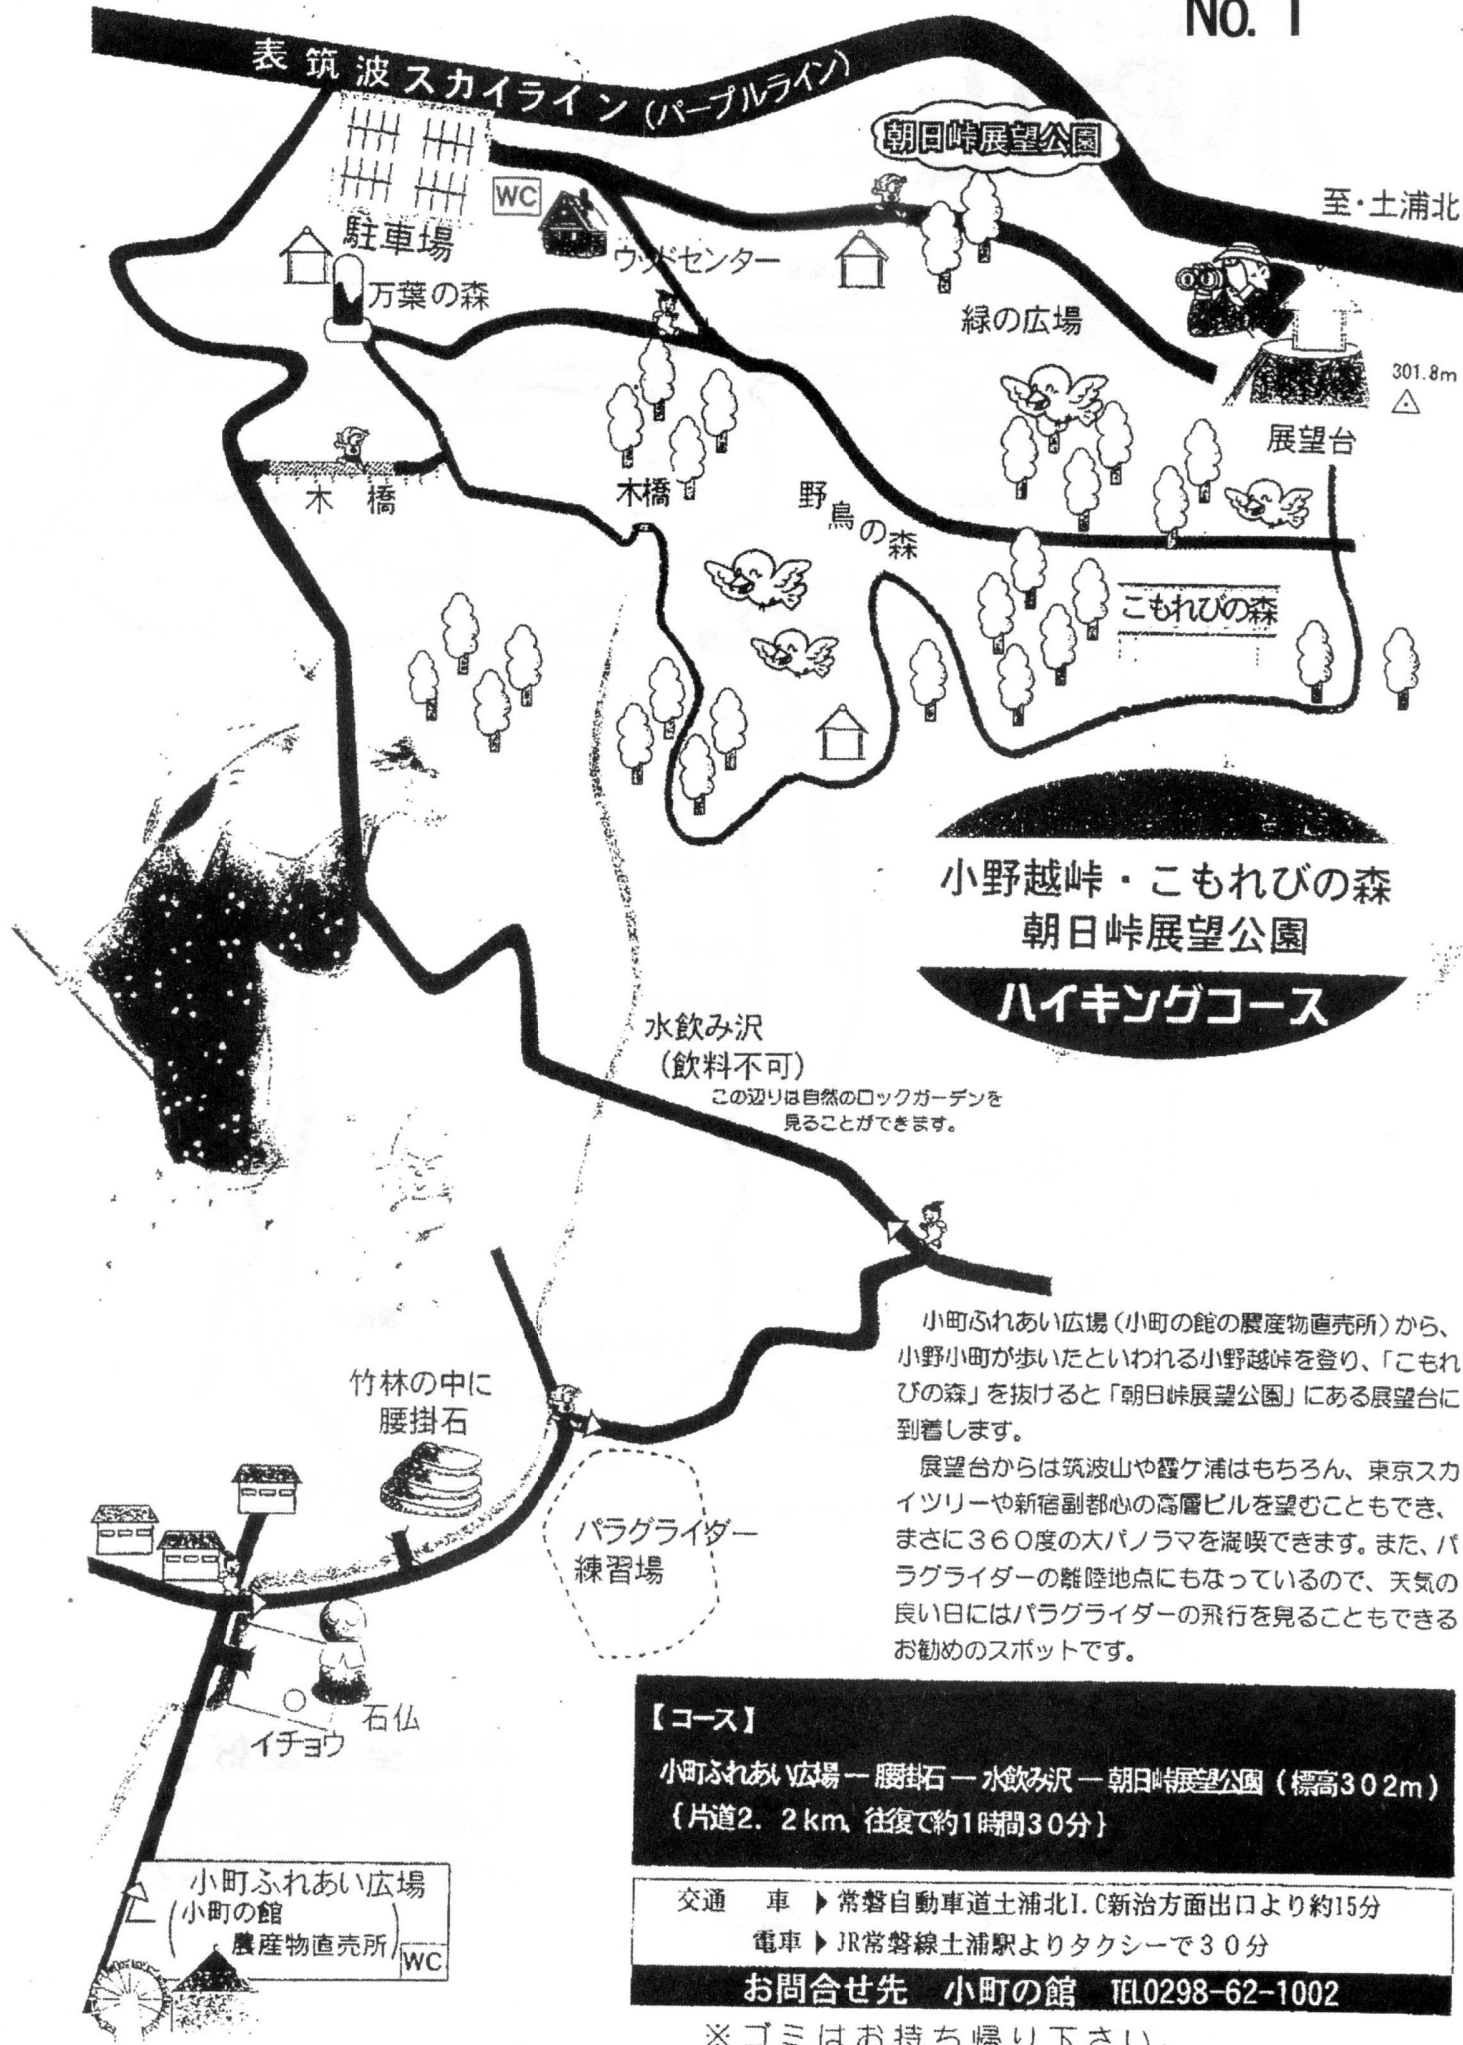 No. 1
表筑波スカイライン(パープルライン)
朝日峠展望公園
至・土浦北
WC
駐車場
ウッドセンター
万葉の森
緑の広場
301.8m
展望台
木橋
木橋
野鳥の森
こもれびの森
小野越峠・こもれびの森
朝日峠展望公園
ハイキングコース
水飲み沢
(飲料不可)
この辺りは自然のロックガーデンを
見ることができます。
小町ふれあい広場(小町の館の農産物直売所)から、
小野小町が歩いたといわれる小野越峠を登り、「こもれ
びの森」を抜けると「朝日峠展望公園」にある展望台に
到着します。
展望台からは筑波山や霞ケ浦はもちろん、東京スカ
イツリーや新宿副都心の高層ビルを望むこともでき、
まさに360度の大パノラマを満喫できます。また、パ
ラグライダーの離陸地点にもなっているので、天気の
良い日にはパラグライダーの飛行を見ることもできる
お勧めのスポットです。
竹林の中に
腰掛石
パラグライダー
練習場
石仏
イチョウ
小町ふれあい広場
(小町の館
農産物直売所)
WC
【コース】
小町ふれあい広場ー腰掛石ー水飲み沢ー朝日峠展望公園(標高302m)
{片道2.2km、往復で約1時間30分}
交通 車▶常磐自動車道土浦北I.C新治方面出口より約15分
電車▶JR常磐線土浦駅よりタクシーで30分
お問合せ先 小町の館 TEL0298-62-1002
※ゴミはお持ち帰り下さい。